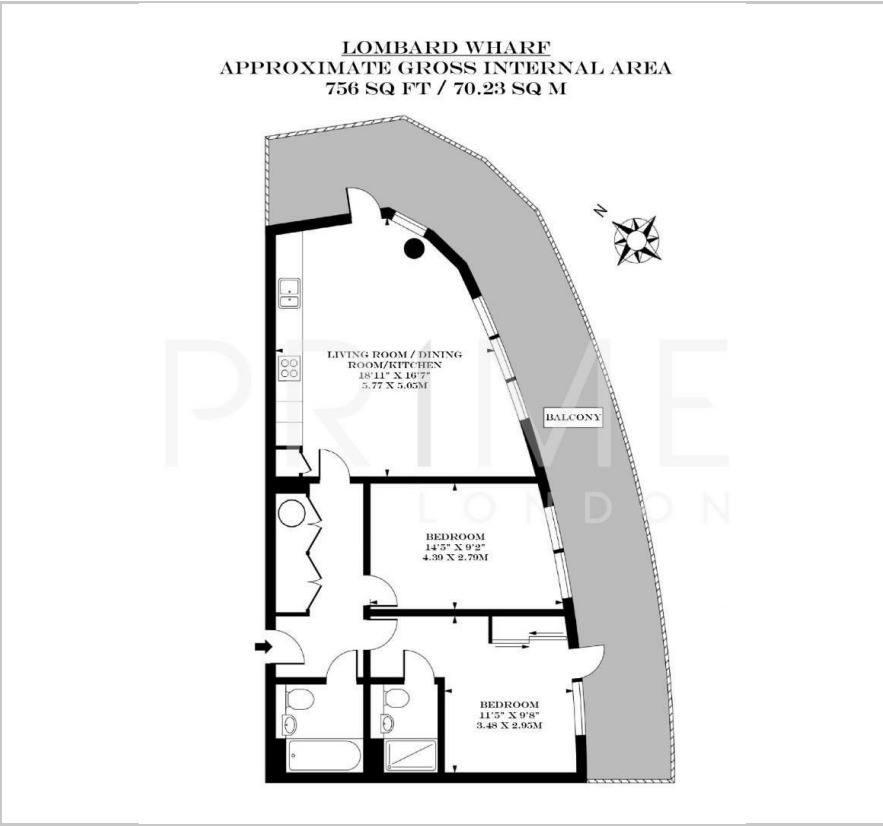 LOMBARD WHARF
APPROXIMATE GROSS INTERNAL AREA
756 SQ FT / 70.23 SQ M
N
LIVING ROOM / DINING
ROOM/KITCHEN
18'11" X 16'7"
5.77 X 5.05M
PRIME
BALCONY
LONDON
BEDROOM
14'5" X 9'2"
4.39 X 2.79M
BEDROOM
11'5" X 9'8"
3.48 X 2.95M